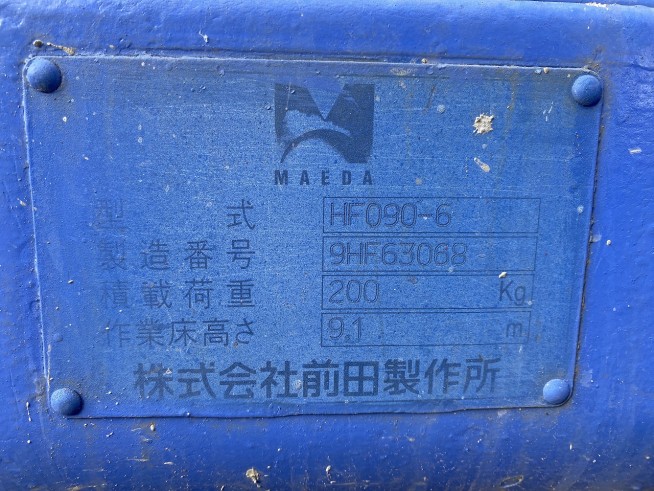 MAEDA
型式 HF090-6
製造番号 9HF63068
積載荷重 200 Kg
作業床高さ 9.1 m
株式会社前田製作所